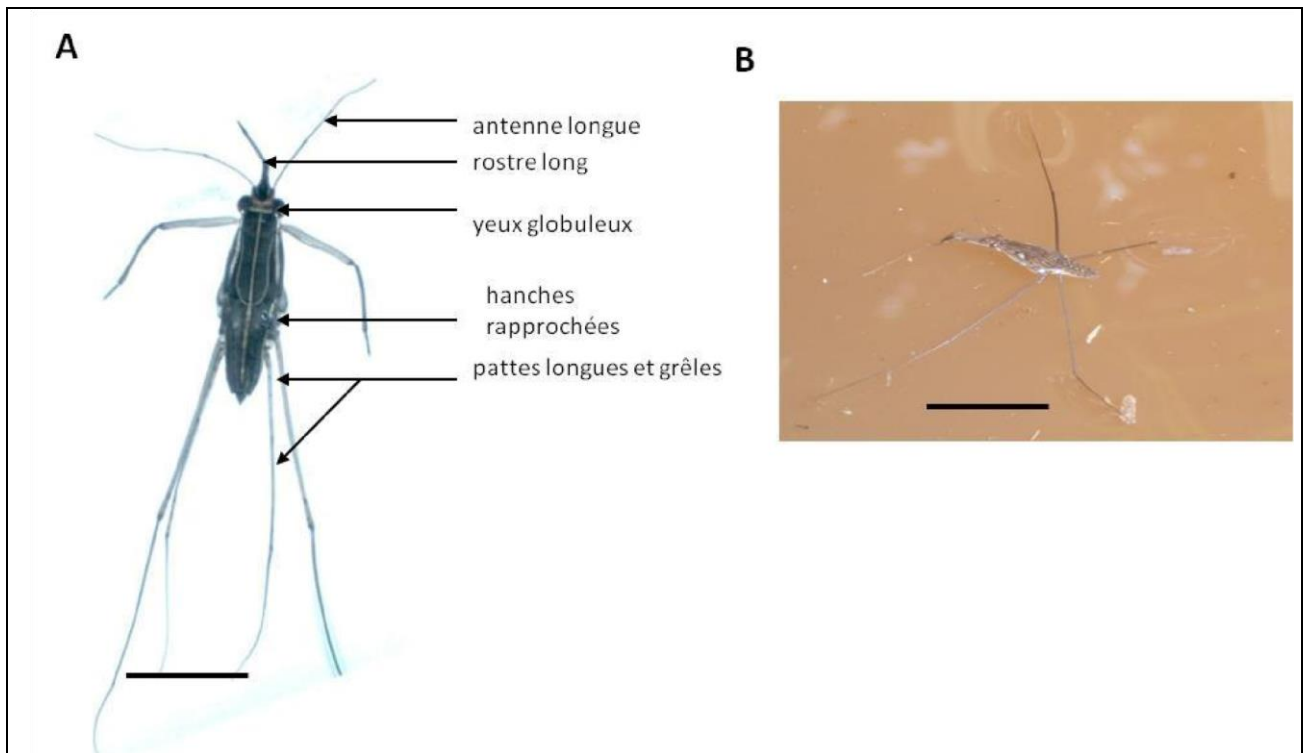 A
B
antenne longue
rostre long
yeux globuleux
hanches
rapprochées
pattes longues et grêles